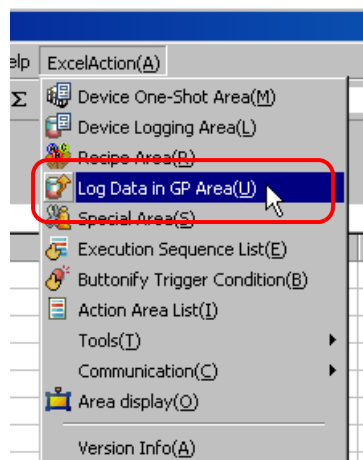 elp ExcelAction(A)
Σ
Device One-Shot Area(M)
Device Logging Area(L)
Recipe Area(R)
Log Data in GP Area(U)
Special Area(S)
Execution Sequence List(E)
Buttonify Trigger Condition(B)
Action Area List(I)
Tools(T)
Communication(C)
Area display(O)
Version Info(A)